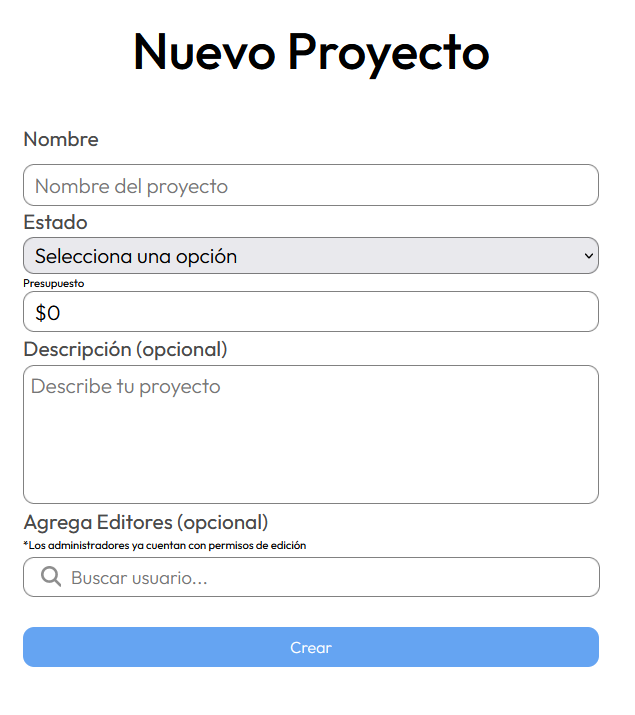 Nuevo Proyecto
Nombre
Nombre del proyecto
Estado
Selecciona una opción
Presupuesto
$0
Descripción (opcional)
Describe tu proyecto
Agrega Editores (opcional)
*Los administradores ya cuentan con permisos de edición
Buscar usuario...
Crear